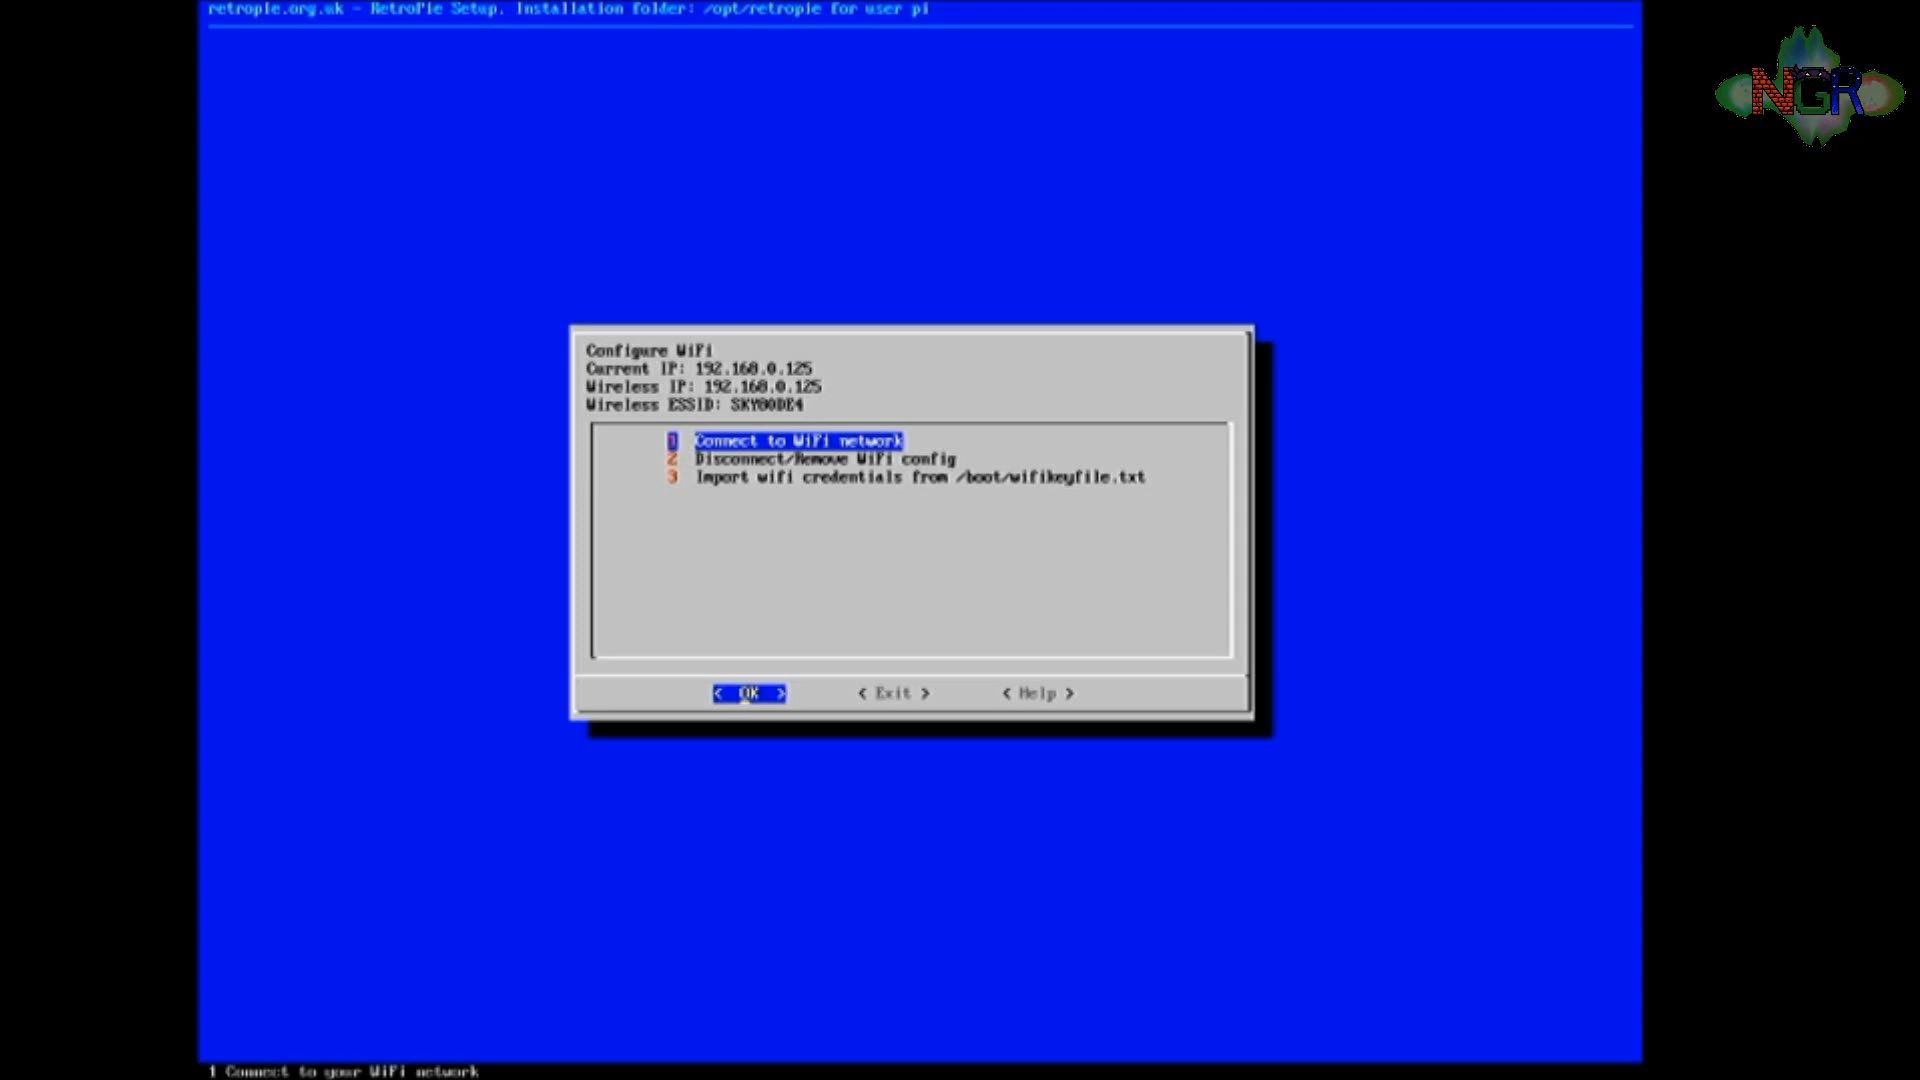 retropie.org.uk - RetroPie Setup. Installation folder: /opt/retropie for user pi
NGR
Configure WiFi
Current IP: 192.168.0.125
Wireless IP: 192.168.0.125
Wireless ESSID: SKY00DE4
1 Connect to WiFi network
2 Disconnect/Remove WiFi config
3 Import wifi credentials from /boot/wifikeyfile.txt
< OK > < Exit > < Help >
1 Connect to your WiFi network